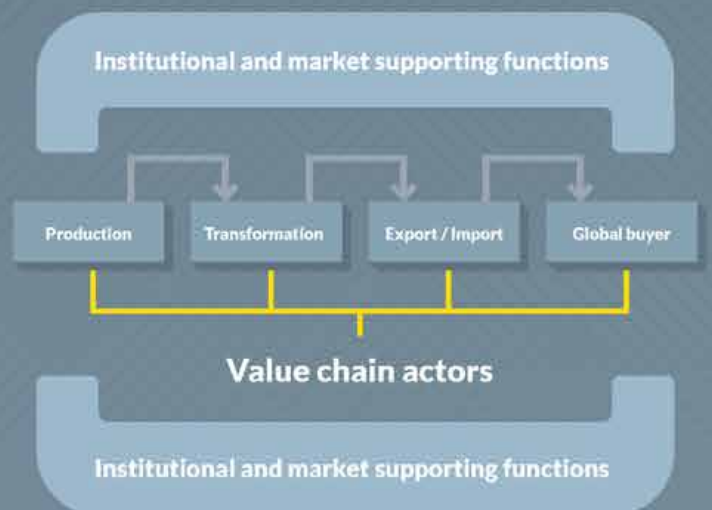 Institutional and market supporting functions
Production
Transformation
Export / Import
Global buyer
Value chain actors
Institutional and market supporting functions